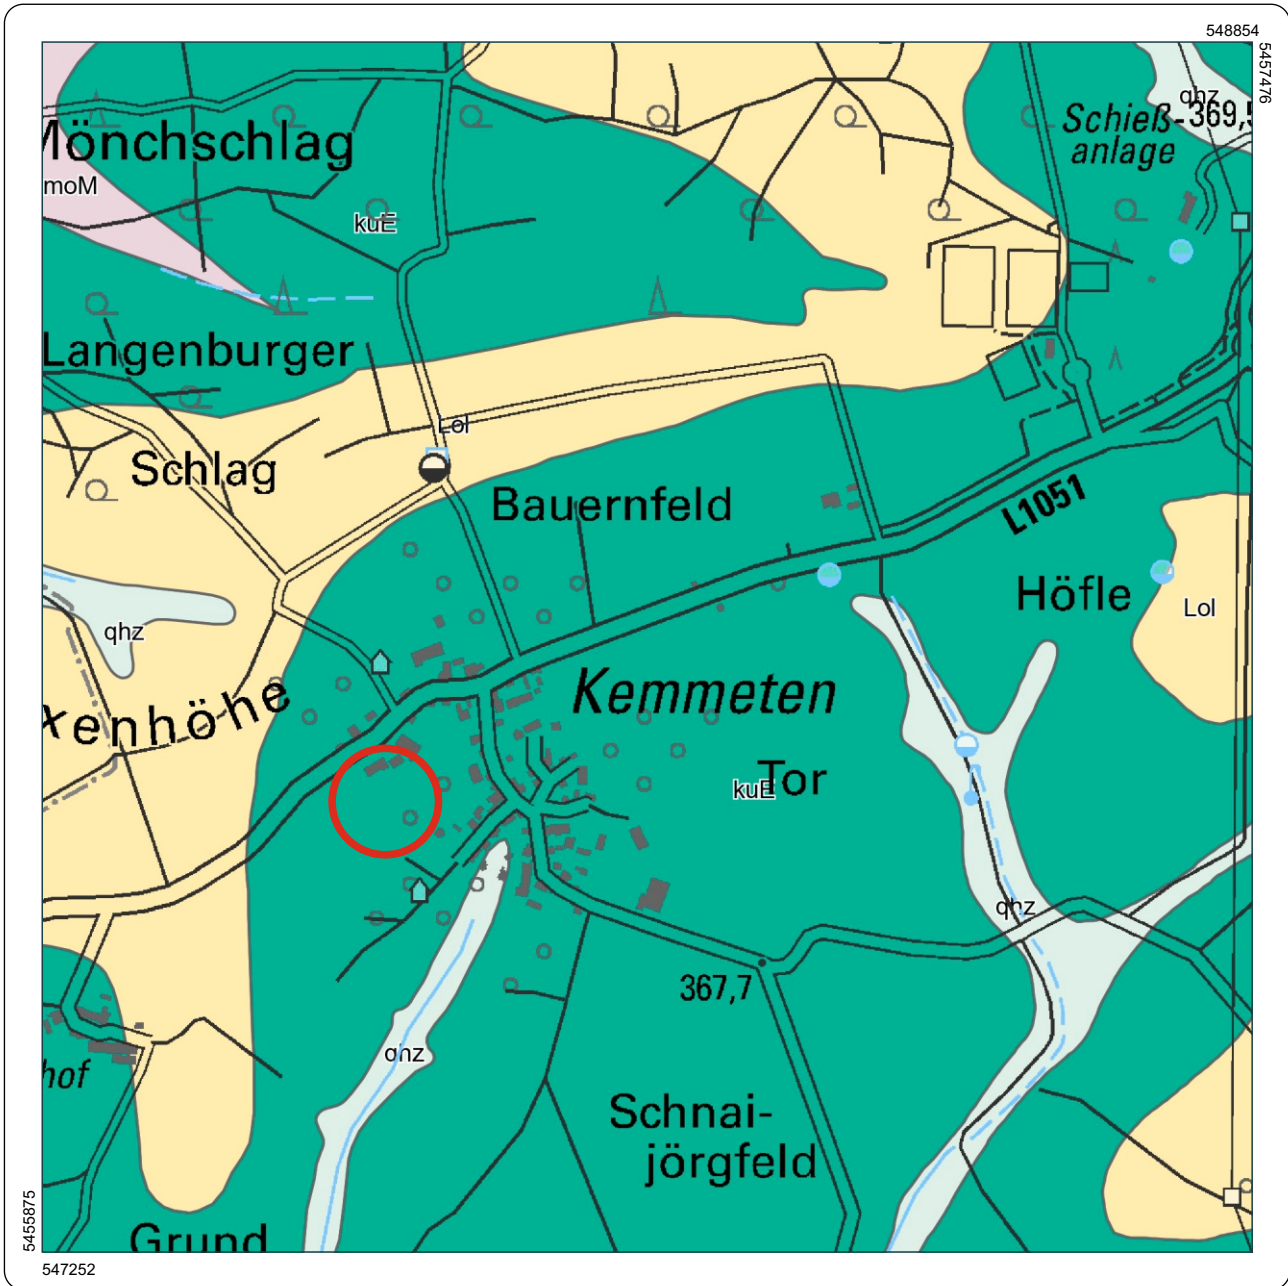 548854
5457476
qhz
Schieß-
369,5
anlage
Mönchschlag
moM
kuE
Langenburger
Lol
Schlag
Bauernfeld
L1051
Höfle
Lol
qhz
xenhöhe
Kemmeten
Tor
kuE
qhz
367,7
qhz
hof
Schnai-
jörgfeld
Grund
5455875
547252